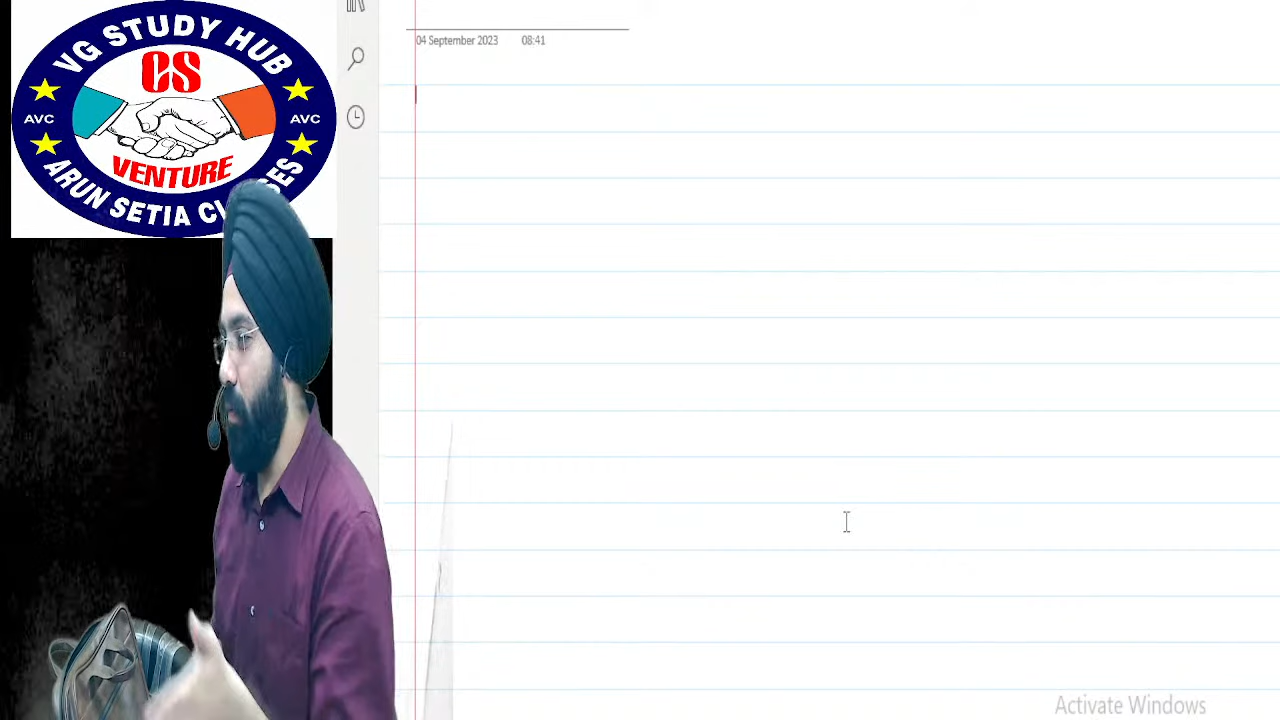 VG STUDY HUB
CS
AVC
AVC
VENTURE
ARUN SETIA
04 September 2023 08:41
Activate Windows